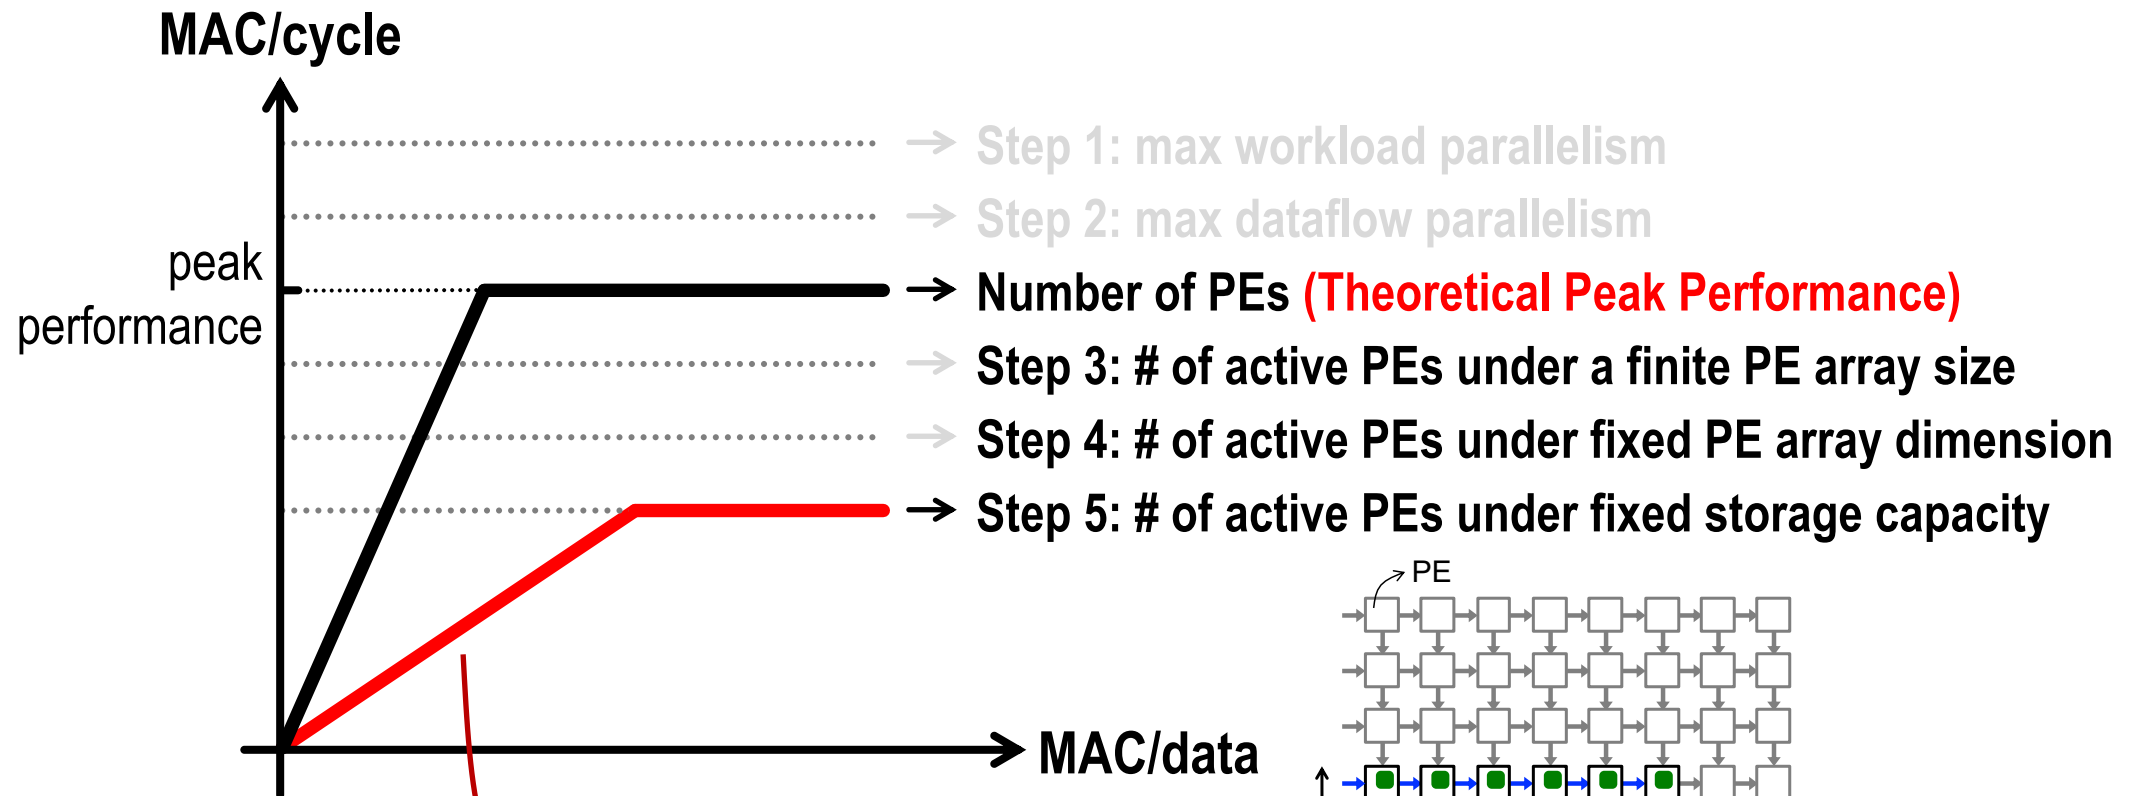 MAC/cycle
Step 1: max workload parallelism
Step 2: max dataflow parallelism
peak
performance
Number of PEs (Theoretical Peak Performance)
Step 3: # of active PEs under a finite PE array size
Step 4: # of active PEs under fixed PE array dimension
Step 5: # of active PEs under fixed storage capacity
PE
MAC/data